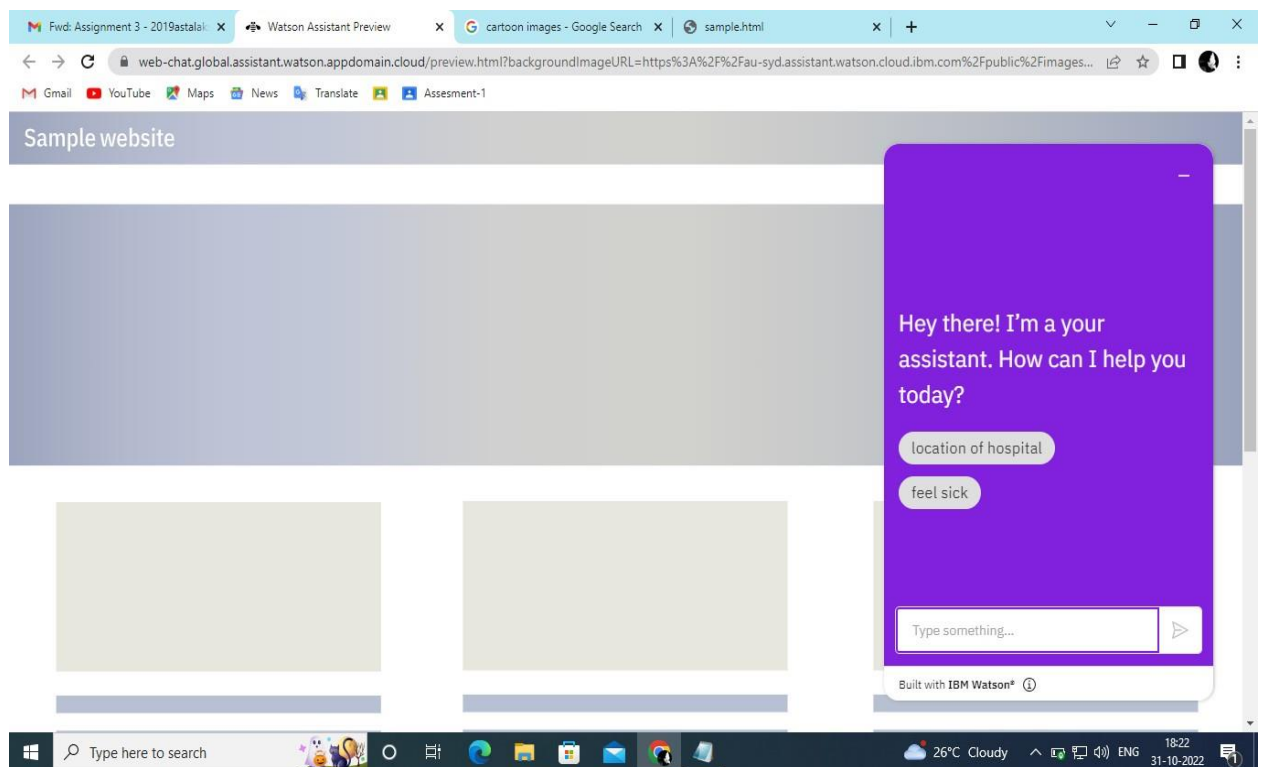 Fwd: Assignment 3 - 2019astalak
Watson Assistant Preview
cartoon images - Google Search
sample.html
web-chat.global.assistant.watson.appdomain.cloud/preview.html?backgroundImageURL=https%3A%2F%2Fau-syd.assistant.watson.cloud.ibm.com%2Fpublic%2Fimages...
Gmail YouTube Maps News Translate Assesment-1
Sample website
Hey there! I'm a your
assistant. How can I help you
today?
location of hospital
feel sick
Type something...
Built with IBM Watson®
Type here to search
26°C Cloudy
ENG
18:22
31-10-2022
1